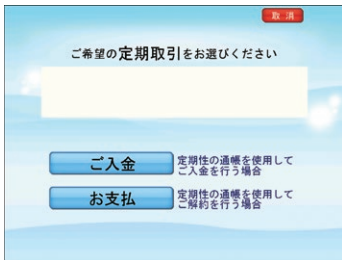 取消
ご希望の定期取引をお選びください
ご入金
定期性の通帳を使用して
ご入金を行う場合
お支払
定期性の通帳を使用して
ご解約を行う場合